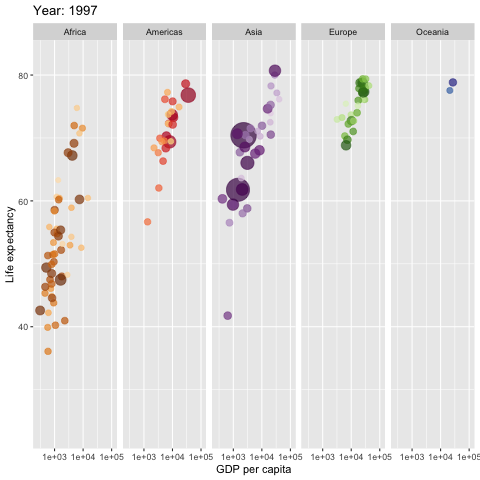 Year: 1997
Africa Americas Asia Europe Oceania
80
60
40
Life expectancy
1e+03 1e+04 1e+05 1e+03 1e+04 1e+05 1e+03 1e+04 1e+05 1e+03 1e+04 1e+05 1e+03 1e+04 1e+05
GDP per capita